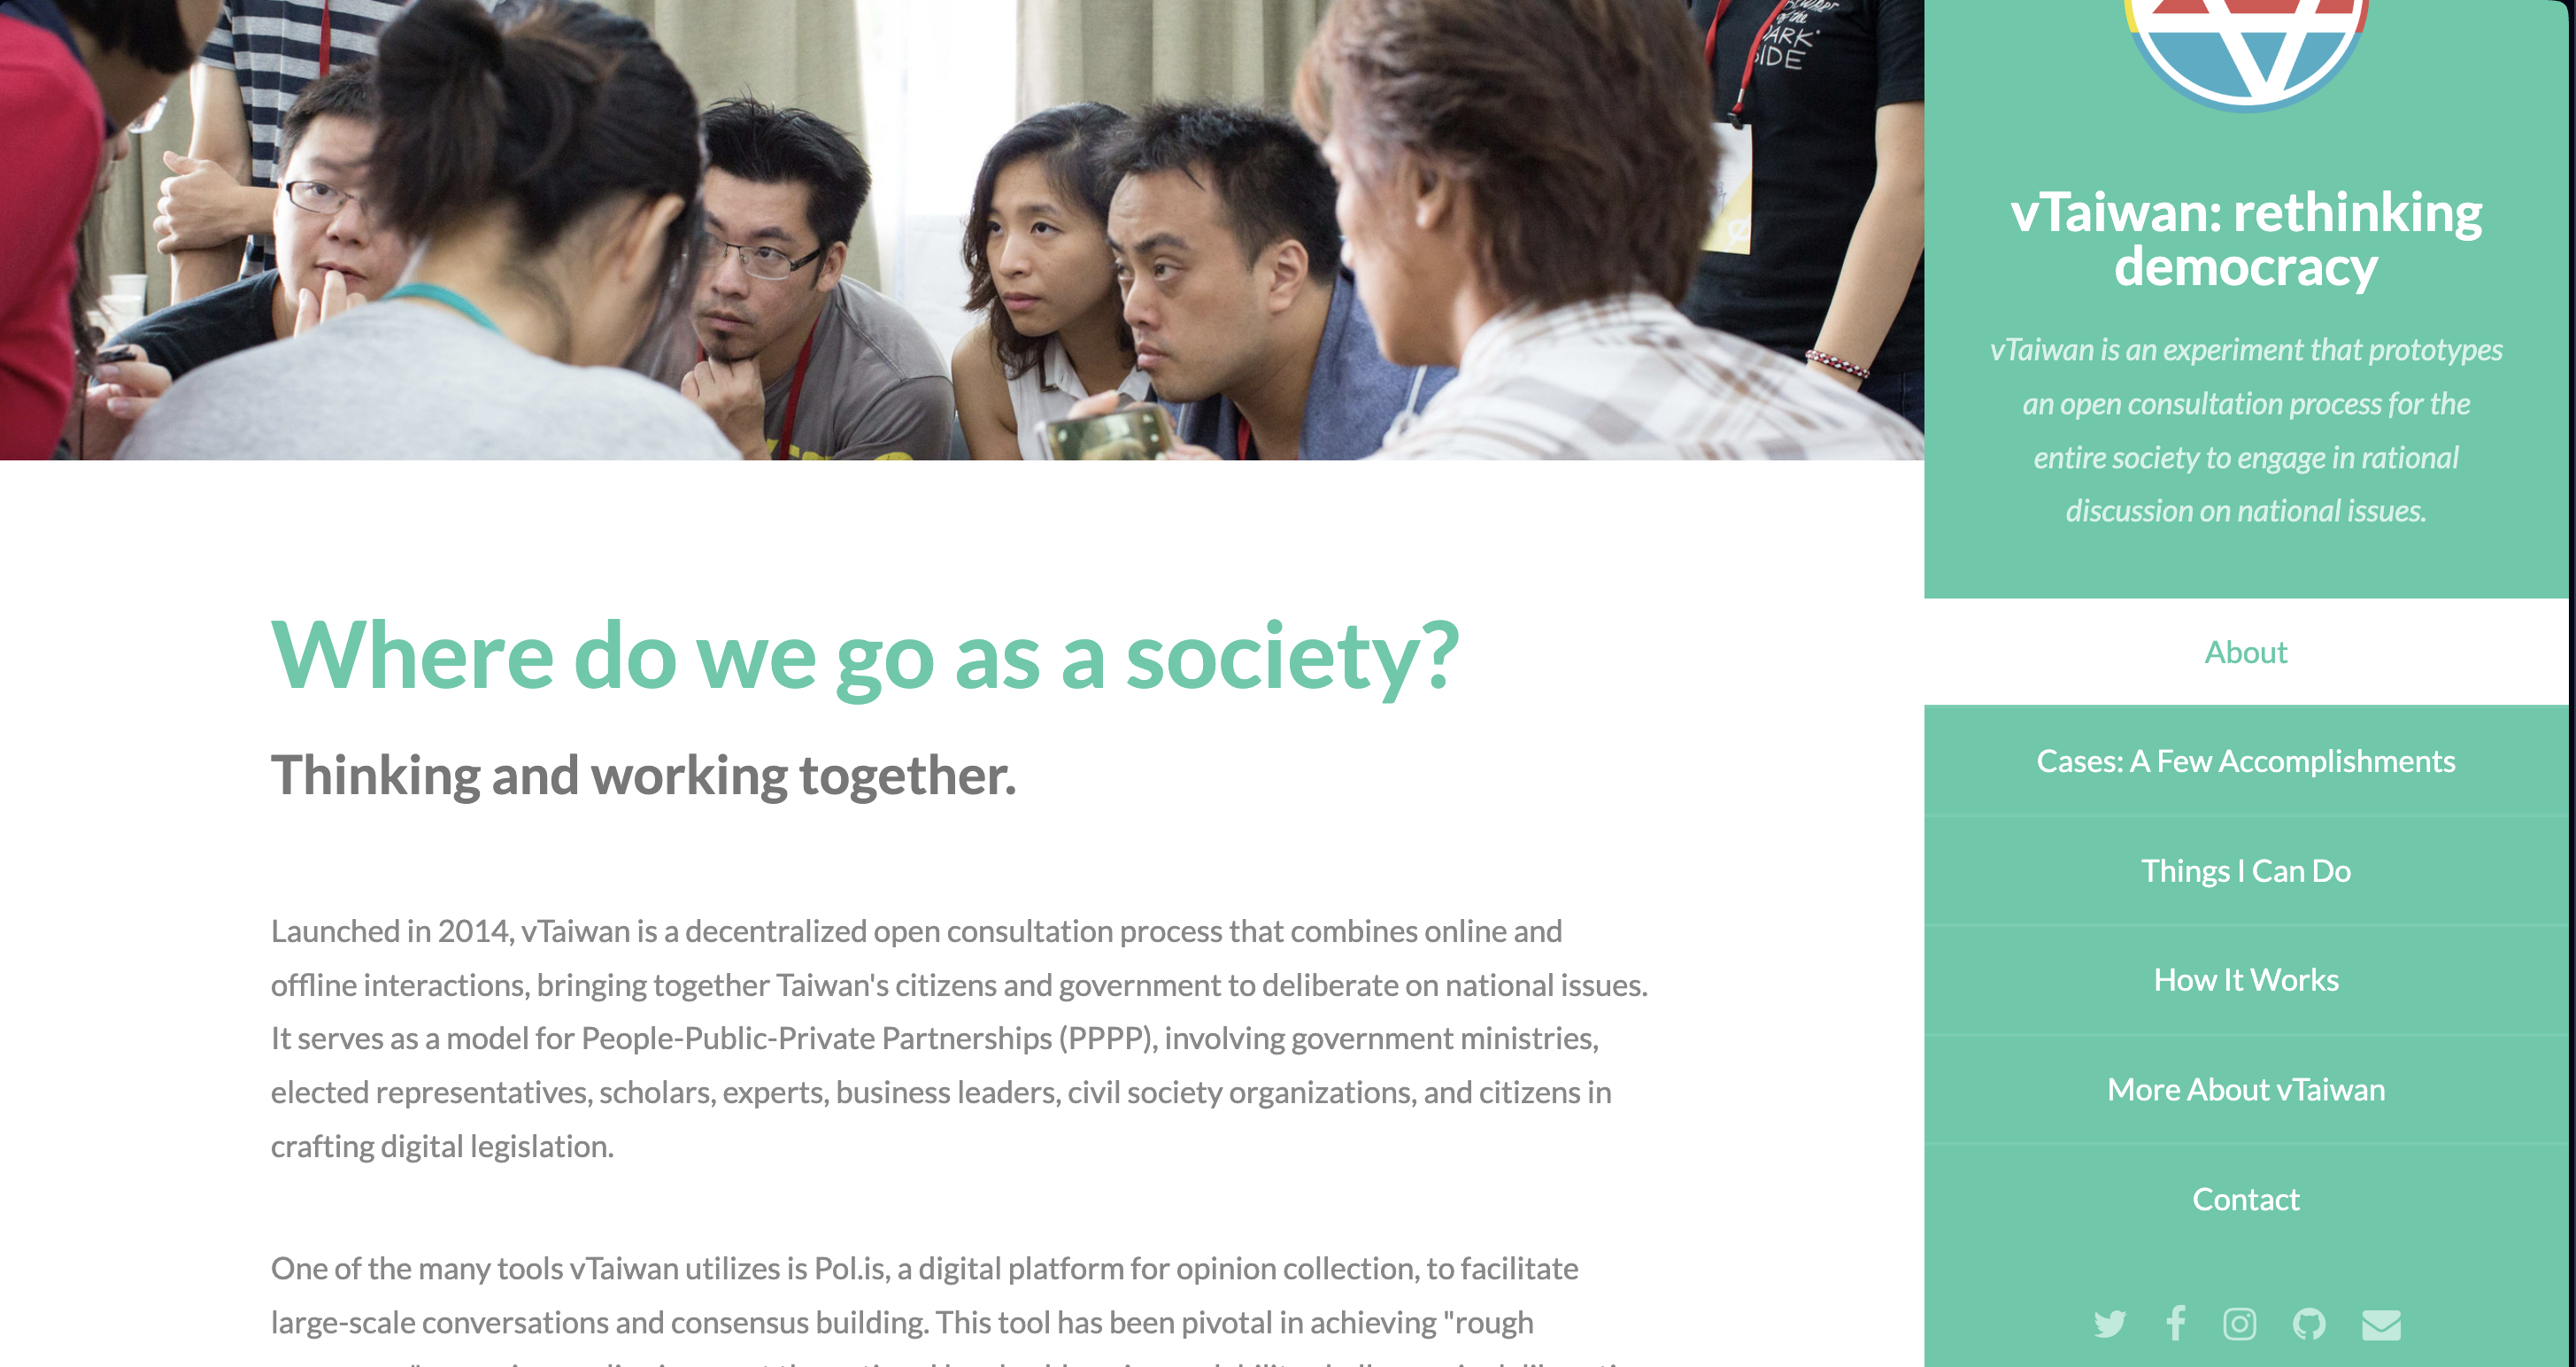 of the
DARK
SIDE
vTaiwan: rethinking
democracy
vTaiwan is an experiment that prototypes
an open consultation process for the
entire society to engage in rational
discussion on national issues.
About
Cases: A Few Accomplishments
Things I Can Do
How It Works
More About vTaiwan
Contact
Where do we go as a society?
Thinking and working together.
Launched in 2014, vTaiwan is a decentralized open consultation process that combines online and
offline interactions, bringing together Taiwan's citizens and government to deliberate on national issues.
It serves as a model for People-Public-Private Partnerships (PPPP), involving government ministries,
elected representatives, scholars, experts, business leaders, civil society organizations, and citizens in
crafting digital legislation.
One of the many tools vTaiwan utilizes is Pol.is, a digital platform for opinion collection, to facilitate
large-scale conversations and consensus building. This tool has been pivotal in achieving "rough